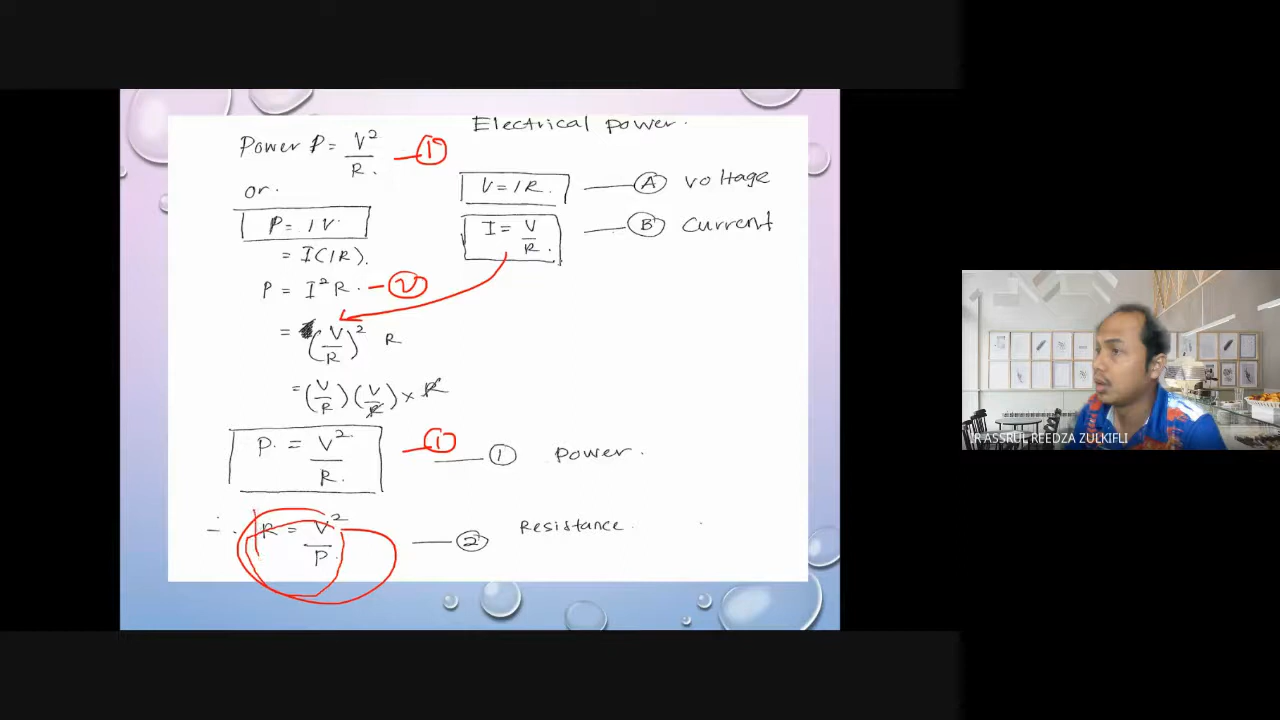 Electrical power.
Power P = V²/R. — ①
or.
P = IV.
= I(IR).
P = I²R. — ②
= (V/R)² R
= (V/R)(V/R) × R
P. = V²/R. — ①
— ① power.
∴ R = V²/P. — ② Resistance.
V = IR. — Ⓐ voltage
I = V/R. — Ⓑ Current
IR ASSRUL REEDZA ZULKIFLI